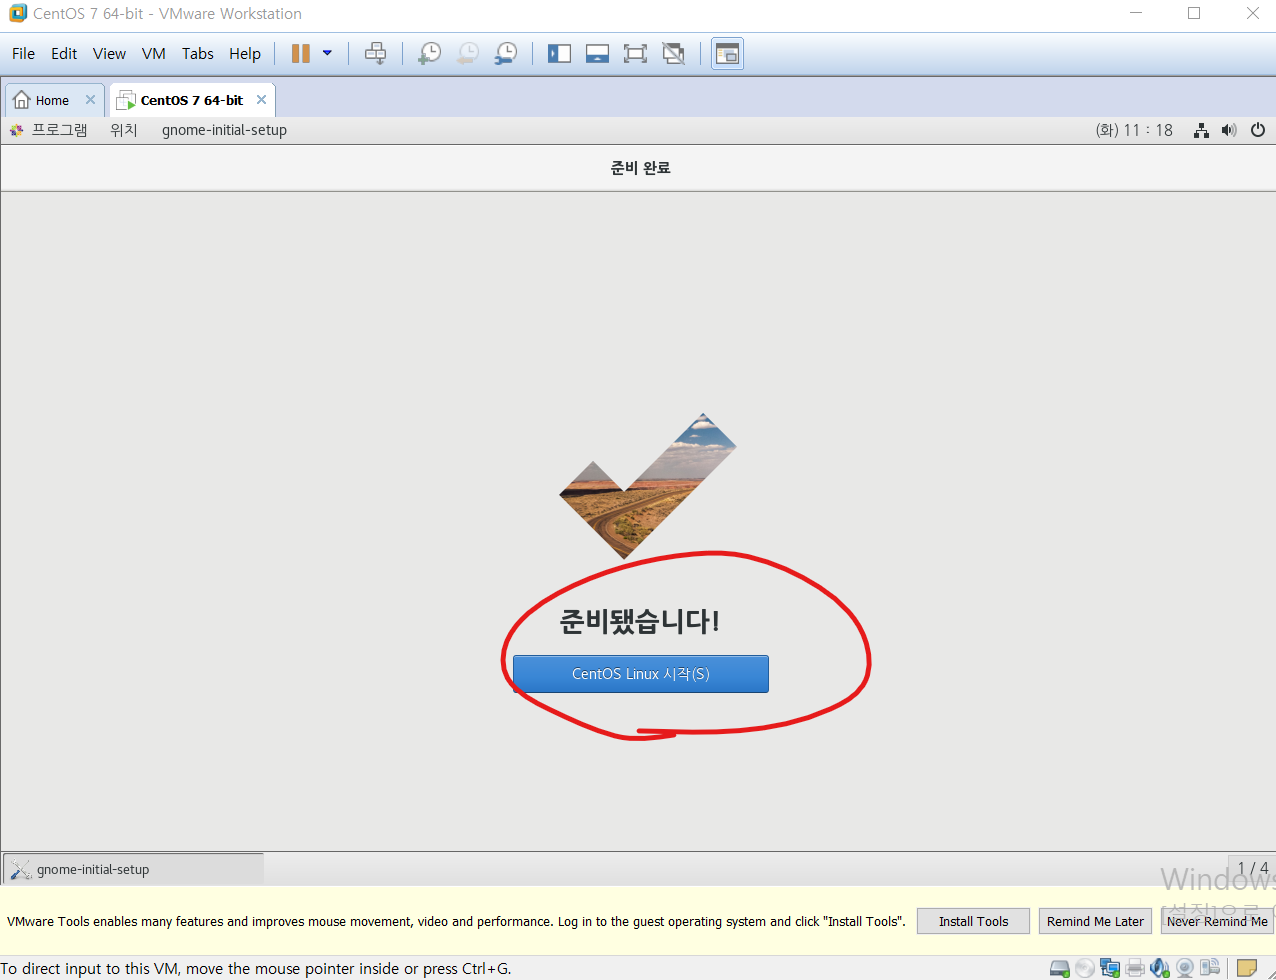 CentOS 7 64-bit - VMware Workstation
File Edit View VM Tabs Help
Home CentOS 7 64-bit
프로그램 위치 gnome-initial-setup (화) 11 : 18
준비 완료
준비됐습니다!
CentOS Linux 시작(S)
gnome-initial-setup 1 / 4
Windows
VMware Tools enables many features and improves mouse movement, video and performance. Log in to the guest operating system and click "Install Tools". Install Tools Remind Me Later Never Remind Me
[설정]으로
To direct input to this VM, move the mouse pointer inside or press Ctrl+G.